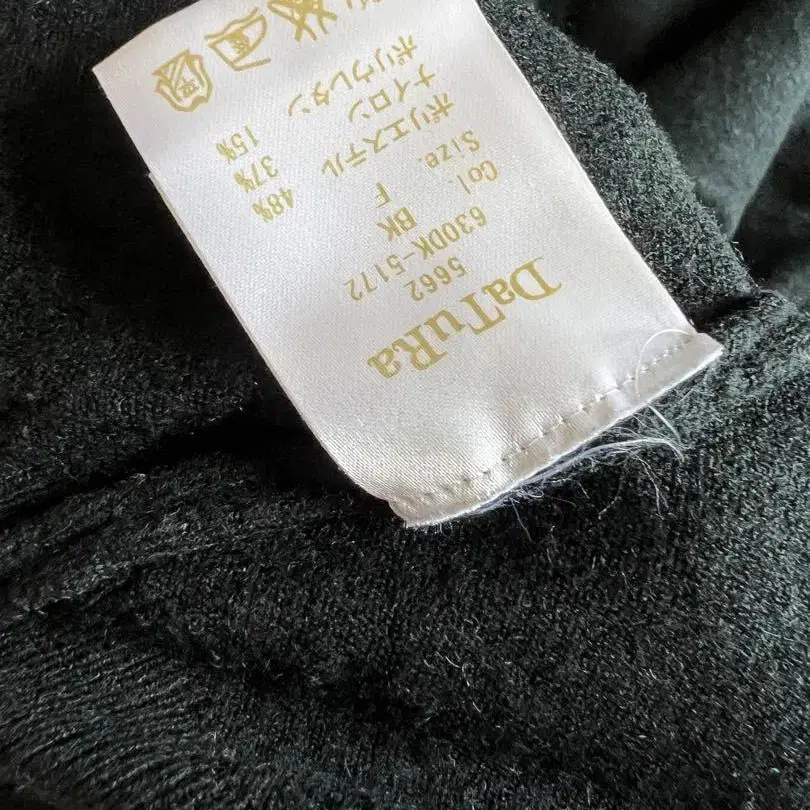 DaTuRa
5662
630DK-5172
Col. BK
Size. F
ポリエステル 48%
ナイロン 37%
ポリウレタン 15%